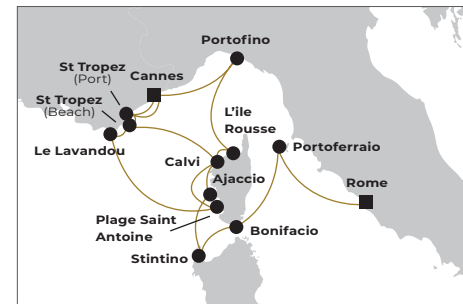 Portofino
St Tropez
(Port)
Cannes
St Tropez
(Beach)
L'ile
Rousse
Le Lavandou
Calvi
Portoferraio
Ajaccio
Rome
Plage Saint
Antoine
Bonifacio
Stintino